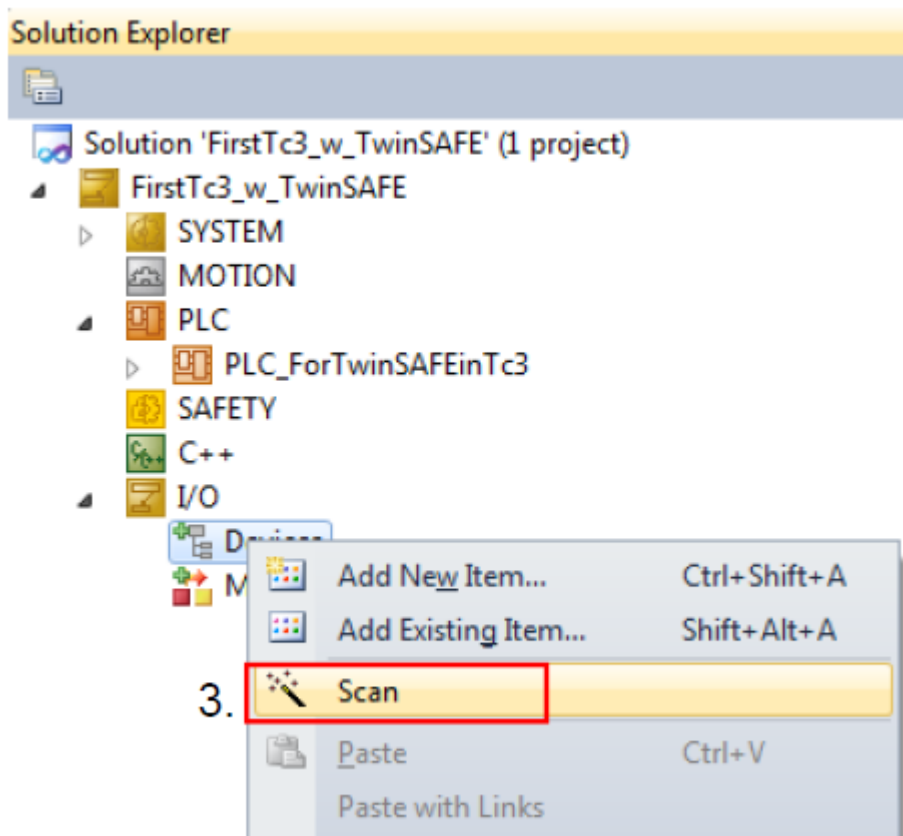 Solution Explorer
Solution 'FirstTc3_w_TwinSAFE' (1 project)
FirstTc3_w_TwinSAFE
SYSTEM
MOTION
PLC
PLC_ForTwinSAFEinTc3
SAFETY
C++
I/O
Devices
M
Add New Item... Ctrl+Shift+A
Add Existing Item... Shift+Alt+A
3. Scan
Paste Ctrl+V
Paste with Links